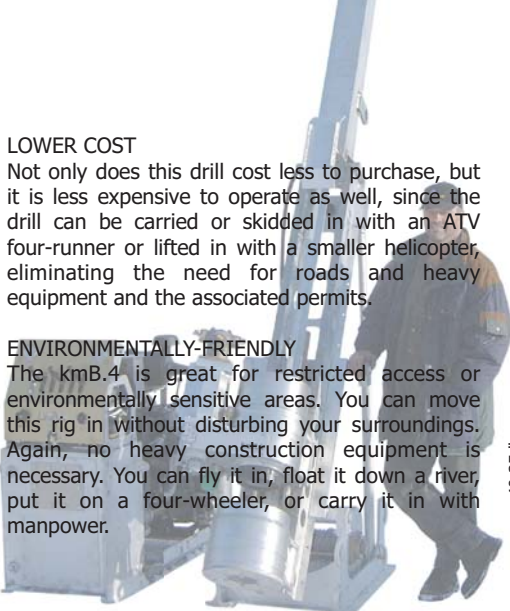 LOWER COST
Not only does this drill cost less to purchase, but
it is less expensive to operate as well, since the
drill can be carried or skidded in with an ATV
four-runner or lifted in with a smaller helicopter,
eliminating the need for roads and heavy
equipment and the associated permits.
ENVIRONMENTALLY-FRIENDLY
The kmB.4 is great for restricted access or
environmentally sensitive areas. You can move
this rig in without disturbing your surroundings.
Again, no heavy construction equipment is
necessary. You can fly it in, float it down a river,
put it on a four-wheeler, or carry it in with
manpower.